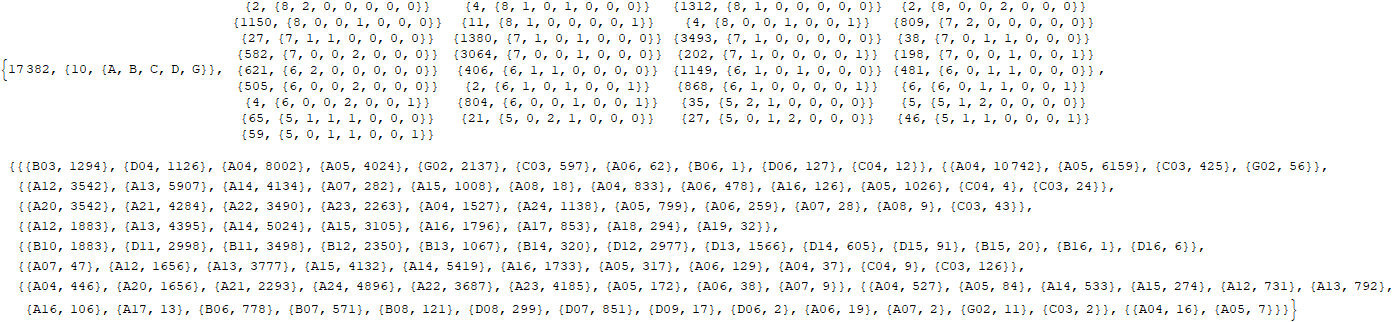 {2, {8, 2, 0, 0, 0, 0, 0}} {4, {8, 1, 0, 1, 0, 0, 0}} {1312, {8, 1, 0, 0, 0, 0, 0}} {2, {8, 0, 0, 2, 0, 0, 0}}
{1150, {8, 0, 0, 1, 0, 0, 0}} {11, {8, 1, 0, 0, 0, 0, 1}} {4, {8, 0, 0, 1, 0, 0, 1}} {809, {7, 2, 0, 0, 0, 0, 0}}
{27, {7, 1, 1, 0, 0, 0, 0}} {1380, {7, 1, 0, 1, 0, 0, 0}} {3493, {7, 1, 0, 0, 0, 0, 0}} {38, {7, 0, 1, 1, 0, 0, 0}}
{17382, {10, {A, B, C, D, G}}, {582, {7, 0, 0, 2, 0, 0, 0}} {3064, {7, 0, 0, 1, 0, 0, 0}} {202, {7, 1, 0, 0, 0, 0, 1}} {198, {7, 0, 0, 1, 0, 0, 1}}
{621, {6, 2, 0, 0, 0, 0, 0}} {406, {6, 1, 1, 0, 0, 0, 0}} {1149, {6, 1, 0, 1, 0, 0, 0}} {481, {6, 0, 1, 1, 0, 0, 0}} ,
{505, {6, 0, 0, 2, 0, 0, 0}} {2, {6, 1, 0, 1, 0, 0, 1}} {868, {6, 1, 0, 0, 0, 0, 1}} {6, {6, 0, 1, 1, 0, 0, 1}}
{4, {6, 0, 0, 2, 0, 0, 1}} {804, {6, 0, 0, 1, 0, 0, 1}} {35, {5, 2, 1, 0, 0, 0, 0}} {5, {5, 1, 2, 0, 0, 0, 0}}
{65, {5, 1, 1, 1, 0, 0, 0}} {21, {5, 0, 2, 1, 0, 0, 0}} {27, {5, 0, 1, 2, 0, 0, 0}} {46, {5, 1, 1, 0, 0, 0, 1}}
{59, {5, 0, 1, 1, 0, 0, 1}}
{{{B03, 1294}, {D04, 1126}, {A04, 8002}, {A05, 4024}, {G02, 2137}, {C03, 597}, {A06, 62}, {B06, 1}, {D06, 127}, {C04, 12}}, {{A04, 10742}, {A05, 6159}, {C03, 425}, {G02, 56}},
{{A12, 3542}, {A13, 5907}, {A14, 4134}, {A07, 282}, {A15, 1008}, {A08, 18}, {A04, 833}, {A06, 478}, {A16, 126}, {A05, 1026}, {C04, 4}, {C03, 24}},
{{A20, 3542}, {A21, 4284}, {A22, 3490}, {A23, 2263}, {A04, 1527}, {A24, 1138}, {A05, 799}, {A06, 259}, {A07, 28}, {A08, 9}, {C03, 43}},
{{A12, 1883}, {A13, 4395}, {A14, 5024}, {A15, 3105}, {A16, 1796}, {A17, 853}, {A18, 294}, {A19, 32}},
{{B10, 1883}, {D11, 2998}, {B11, 3498}, {B12, 2350}, {B13, 1067}, {B14, 320}, {D12, 2977}, {D13, 1566}, {D14, 605}, {D15, 91}, {B15, 20}, {B16, 1}, {D16, 6}},
{{A07, 47}, {A12, 1656}, {A13, 3777}, {A15, 4132}, {A14, 5419}, {A16, 1733}, {A05, 317}, {A06, 129}, {A04, 37}, {C04, 9}, {C03, 126}},
{{A04, 446}, {A20, 1656}, {A21, 2293}, {A24, 4896}, {A22, 3687}, {A23, 4185}, {A05, 172}, {A06, 38}, {A07, 9}}, {{A04, 527}, {A05, 84}, {A14, 533}, {A15, 274}, {A12, 731}, {A13, 792},
{A16, 106}, {A17, 13}, {B06, 778}, {B07, 571}, {B08, 121}, {D08, 299}, {D07, 851}, {D09, 17}, {D06, 2}, {A06, 19}, {A07, 2}, {G02, 11}, {C03, 2}}, {{A04, 16}, {A05, 7}}}}